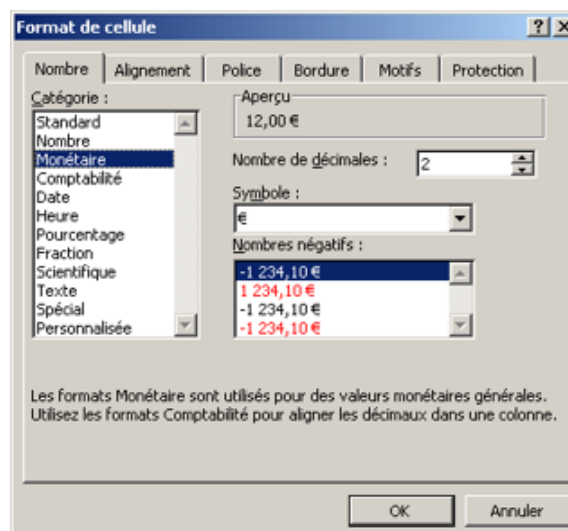 Format de cellule
Nombre Alignement Police Bordure Motifs Protection
Catégorie :
Standard
Nombre
Monétaire
Comptabilité
Date
Heure
Pourcentage
Fraction
Scientifique
Texte
Spécial
Personnalisée
Aperçu
12,00 €
Nombre de décimales : 2
Symbole :
€
Nombres négatifs :
-1 234,10 €
1 234,10 €
-1 234,10 €
-1 234,10 €
Les formats Monétaire sont utilisés pour des valeurs monétaires générales.
Utilisez les formats Comptabilité pour aligner les décimaux dans une colonne.
OK Annuler